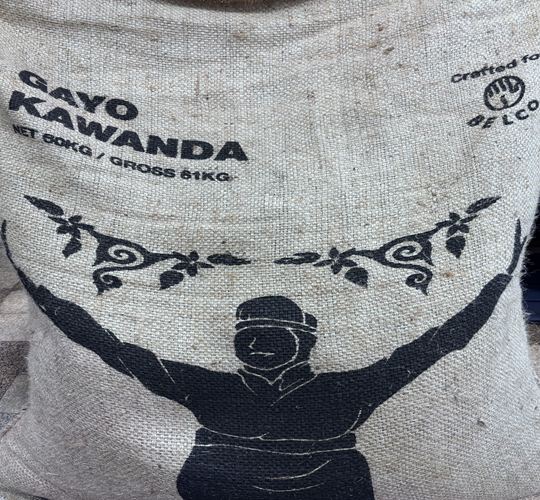 GAYO
KAWANDA
NET 60KG / GROSS 61KG
Crafted for
BELCO